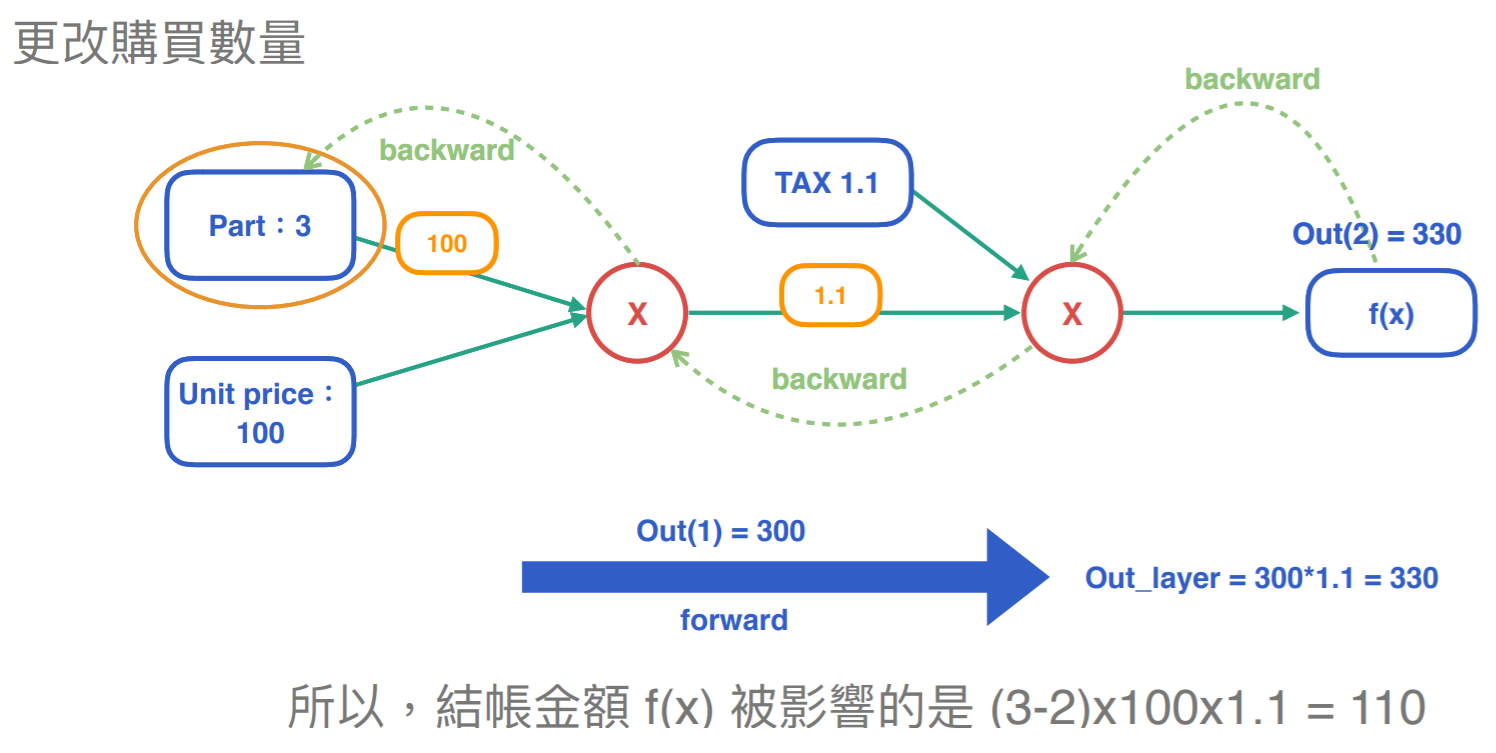 更改購買數量
backward
backward
Part：3
100
TAX 1.1
Out(2) = 330
X
1.1
X
f(x)
Unit price：
100
backward
Out(1) = 300
forward
Out_layer = 300*1.1 = 330
所以，結帳金額 f(x) 被影響的是 (3-2)x100x1.1 = 110